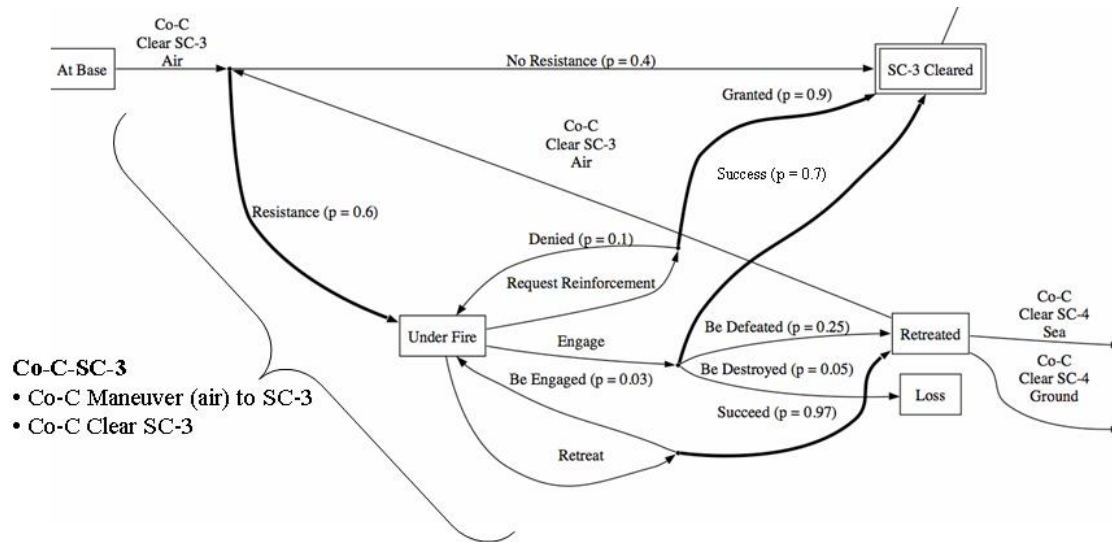 Co-C
Clear SC-3
Air
At Base
No Resistance (p = 0.4)
SC-3 Cleared
Granted (p = 0.9)
Co-C
Clear SC-3
Air
Success (p = 0.7)
Resistance (p = 0.6)
Denied (p = 0.1)
Request Reinforcement
Under Fire
Engage
Be Defeated (p = 0.25)
Retreated
Co-C
Clear SC-4
Sea
Be Engaged (p = 0.03)
Be Destroyed (p = 0.05)
Co-C
Clear SC-4
Ground
Loss
Succeed (p = 0.97)
Retreat
Co-C-SC-3
• Co-C Maneuver (air) to SC-3
• Co-C Clear SC-3